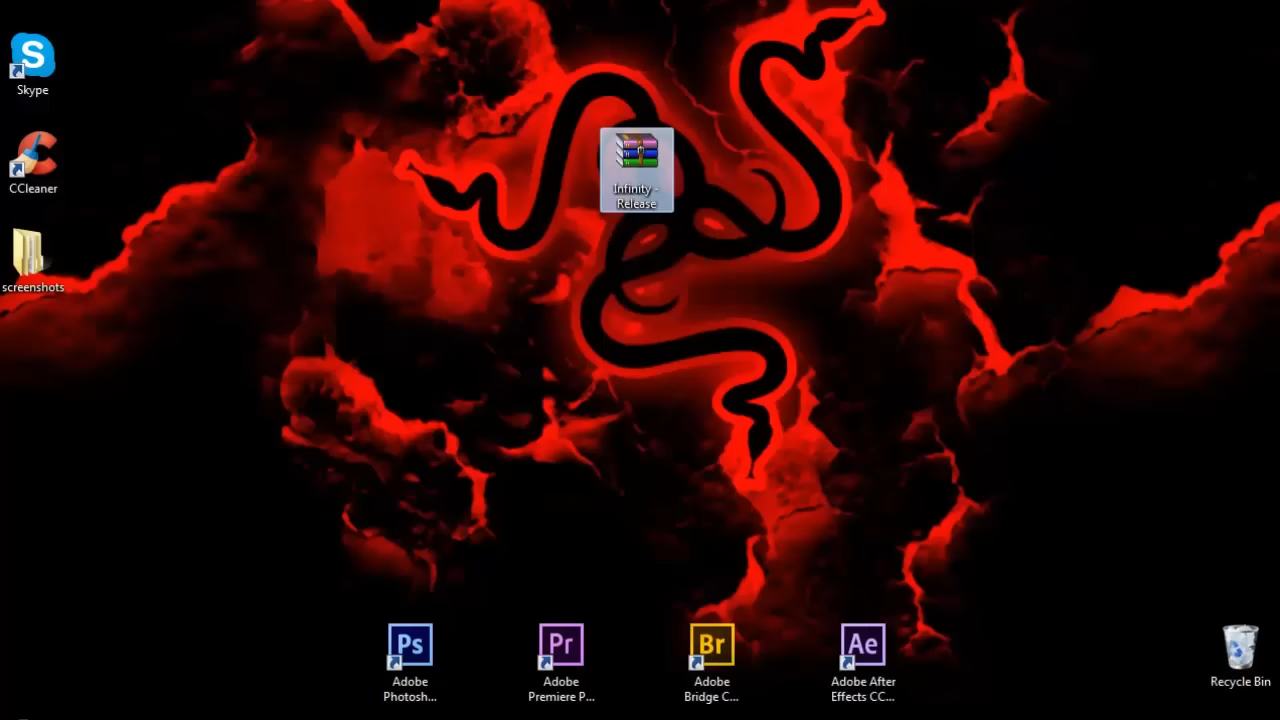 S
Skype
CCleaner
screenshots
Infinity -
Release
Ps
Adobe
Photosh...
Pr
Adobe
Premiere P...
Br
Adobe
Bridge C...
Ae
Adobe After
Effects CC...
Recycle Bin